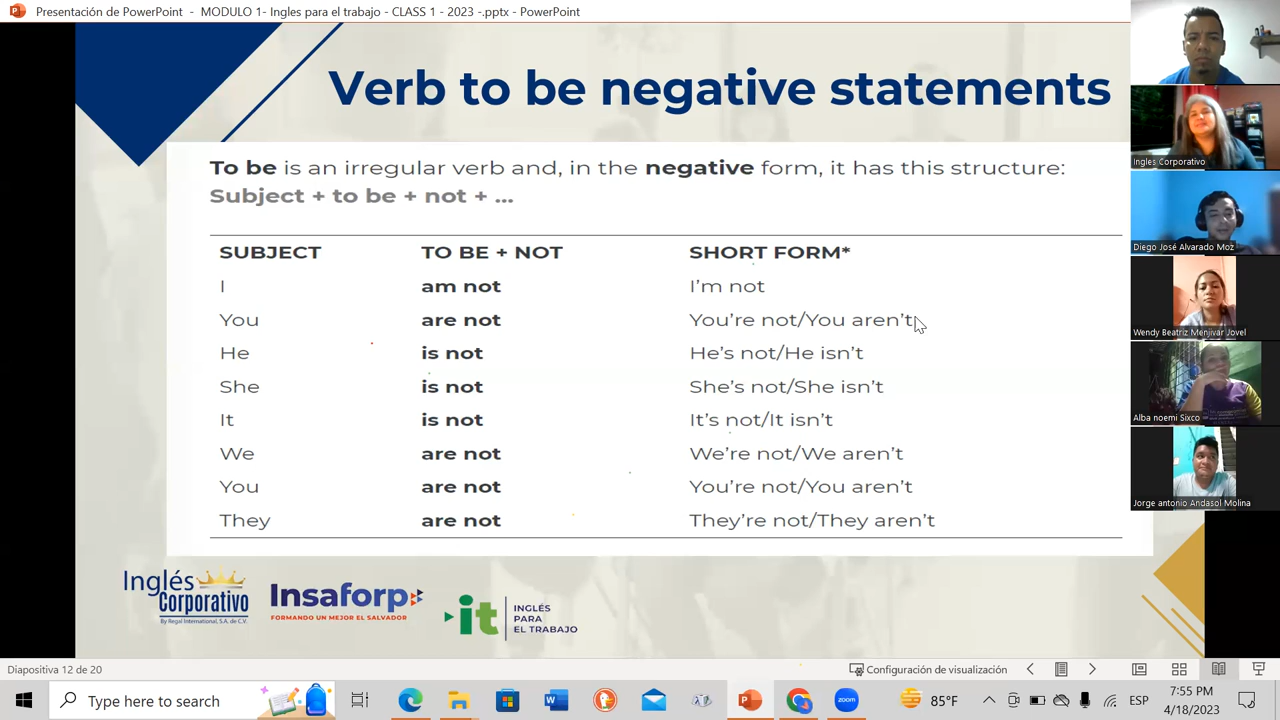 Presentación de PowerPoint - MODULO 1- Ingles para el trabajo - CLASS 1 - 2023 -.pptx - PowerPoint
Verb to be negative statements
To be is an irregular verb and, in the negative form, it has this structure:
Subject + to be + not + ...
SUBJECT TO BE + NOT SHORT FORM*
I am not I'm not
You are not You're not/You aren't
He is not He's not/He isn't
She is not She's not/She isn't
It is not It's not/It isn't
We are not We're not/We aren't
You are not You're not/You aren't
They are not They're not/They aren't
Ingles Corporativo
Diego José Alvarado Moz
Wendy Beatriz Menjivar Jovel
Alba noemi Sixco
Jorge antonio Andasol Molina
Inglés
Corporativo
By Regal International, S.A. de C.V.
Insaforp
FORMANDO UN MEJOR EL SALVADOR
it
INGLÉS
PARA
EL TRABAJO
Diapositiva 12 de 20
Configuración de visualización
Type here to search
W
zoom
85°F
ESP
7:55 PM
4/18/2023